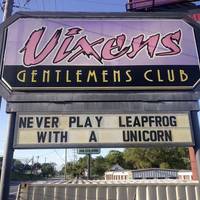 Vixens
GENTLEMENS CLUB
NEVER PLAY LEAPFROG
WITH A UNICORN